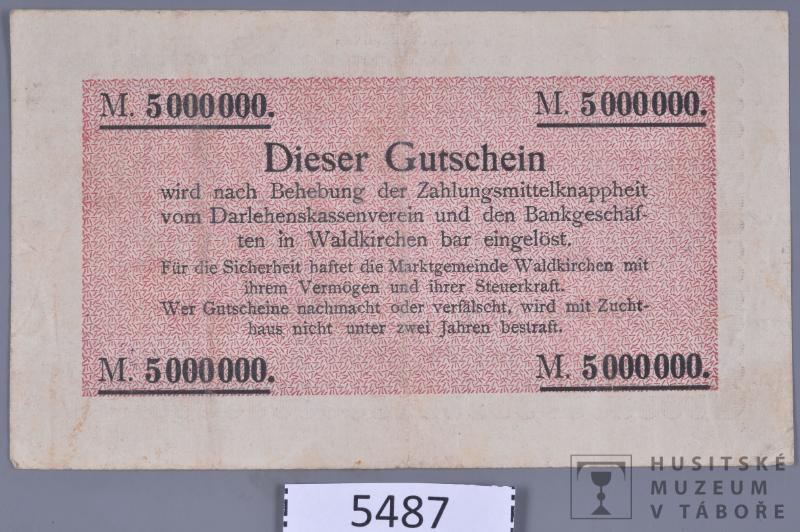 M. 5000000. M. 5000000.
Dieser Gutschein
wird nach Behebung der Zahlungsmittelknappheit
vom Darlehenskassenverein und den Bankgeschäf-
ten in Waldkirchen bar eingelöst.
Für die Sicherheit haftet die Marktgemeinde Waldkirchen mit
ihrem Vermögen und ihrer Steuerkraft.
Wer Gutscheine nachmacht oder verfälscht, wird mit Zucht-
haus nicht unter zwei Jahren bestraft.
M. 5000000. M. 5000000.
5487
HUSITSKÉ
MUZEUM
V TÁBOŘE